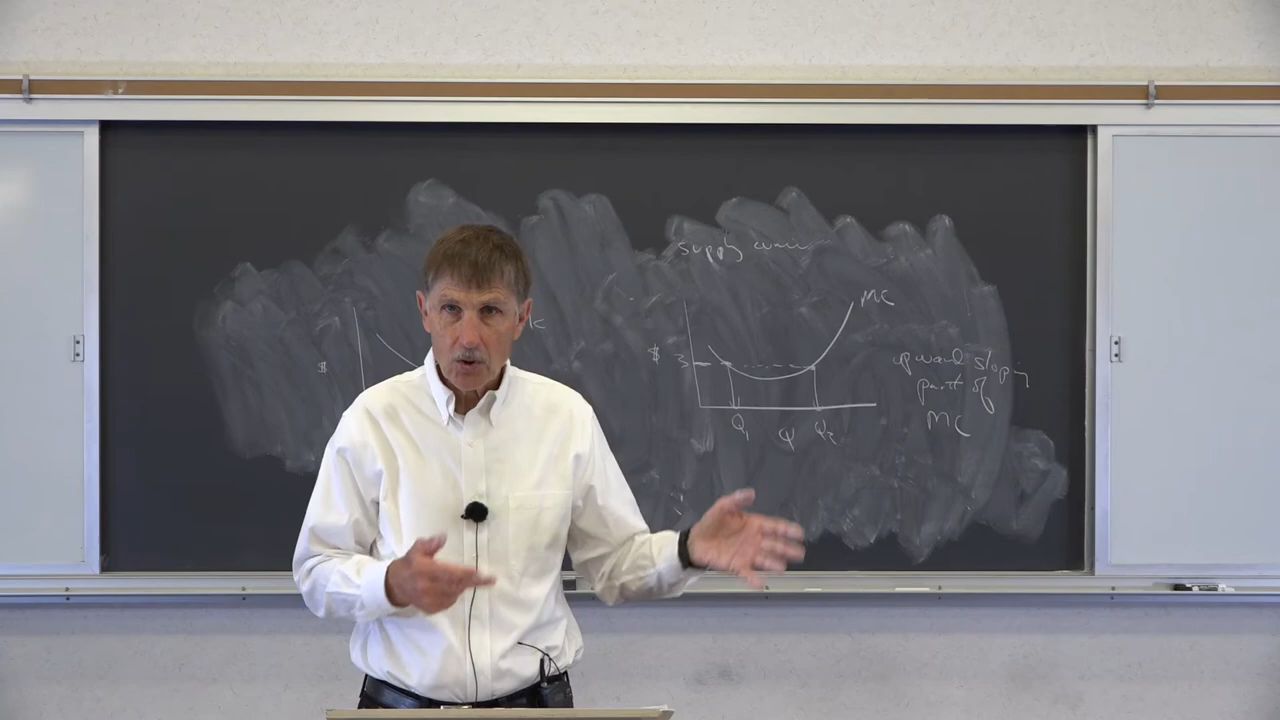 supply curve
$
k
MC
$ 3
upward sloping
part of
MC
Q1 Q Q2